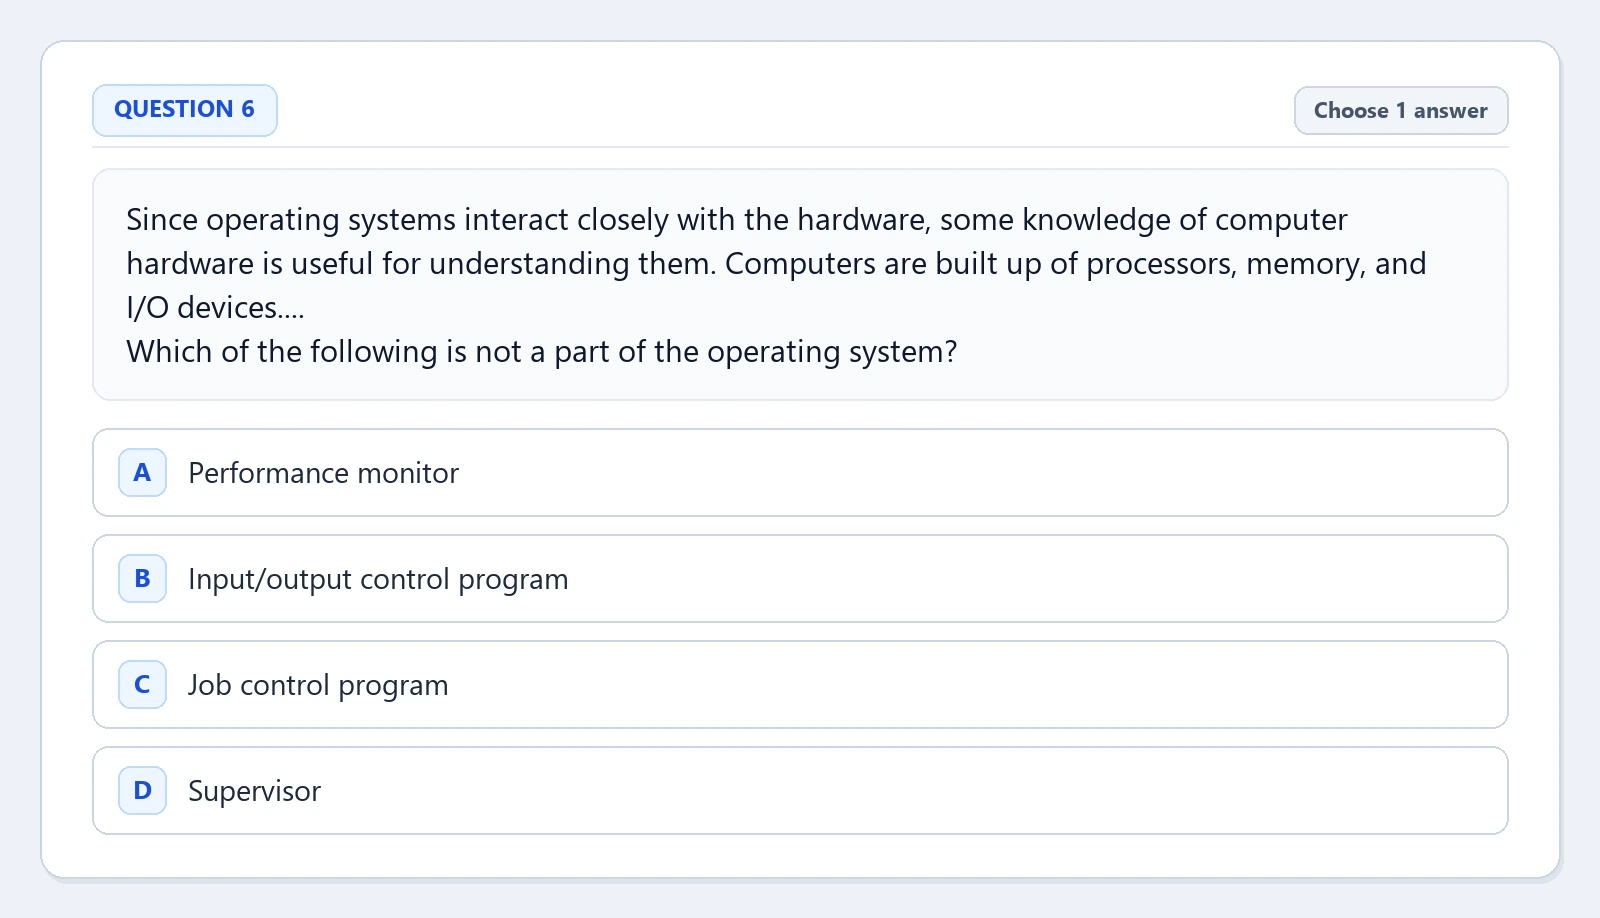 QUESTION 6
Choose 1 answer
Since operating systems interact closely with the hardware, some knowledge of computer
hardware is useful for understanding them. Computers are built up of processors, memory, and
I/O devices....
Which of the following is not a part of the operating system?
A Performance monitor
B Input/output control program
C Job control program
D Supervisor